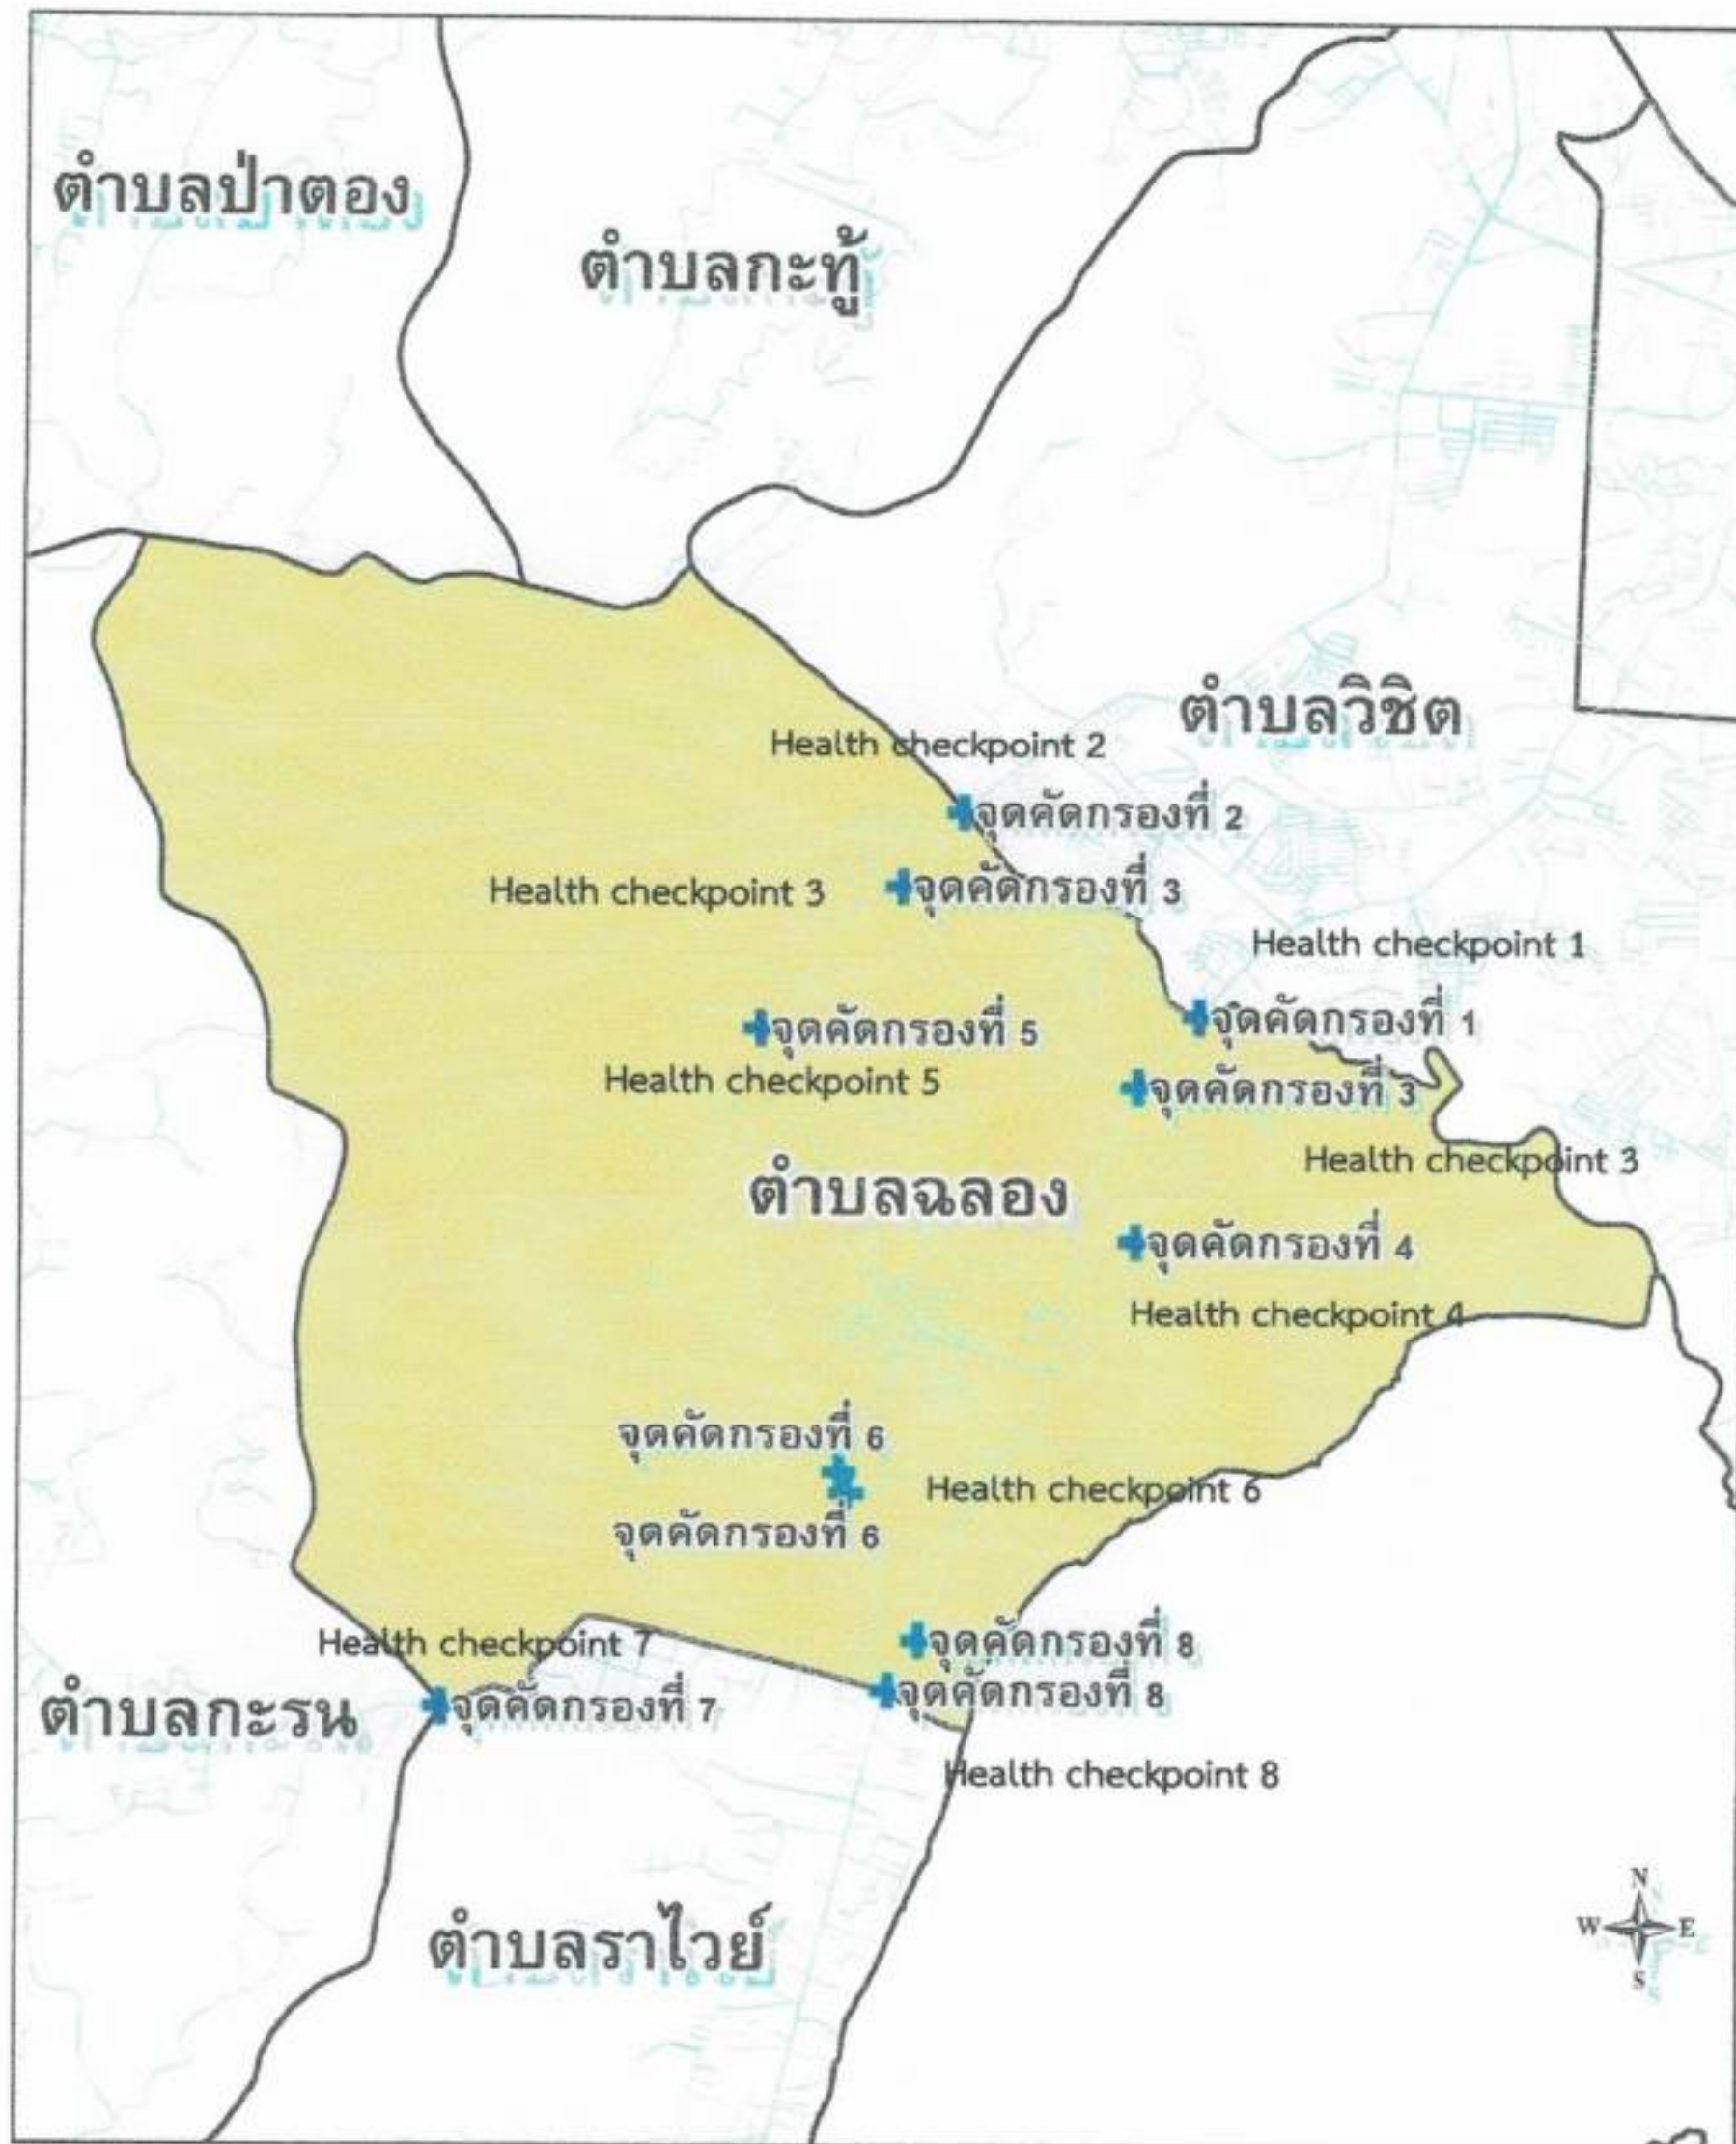 ตำบลป่าตอง
ตำบลกะทู้
ตำบลวิชิต
Health checkpoint 2
จุดคัดกรองที่ 2
Health checkpoint 3
จุดคัดกรองที่ 3
Health checkpoint 1
จุดคัดกรองที่ 1
จุดคัดกรองที่ 5
Health checkpoint 5
จุดคัดกรองที่ 3
Health checkpoint 3
ตำบลฉลอง
จุดคัดกรองที่ 4
Health checkpoint 4
จุดคัดกรองที่ 6
Health checkpoint 6
จุดคัดกรองที่ 6
Health checkpoint 7
จุดคัดกรองที่ 8
จุดคัดกรองที่ 8
ตำบลกะรน
จุดคัดกรองที่ 7
Health checkpoint 8
ตำบลราไวย์
N
W E
S